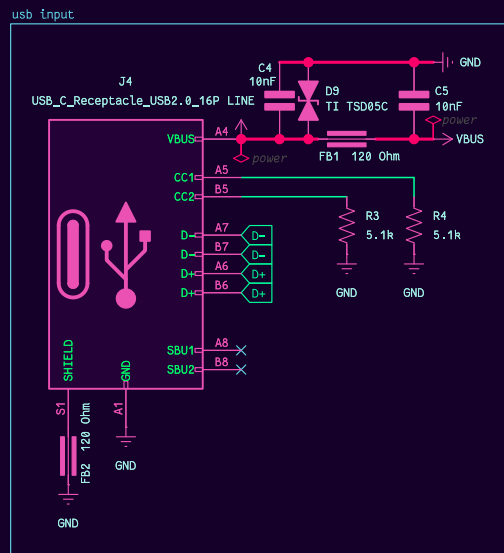 usb input
GND
C4
10nF
D9
TI TSD05C
C5
10nF
J4
USB_C_Receptacle_USB2.0_16P LINE
power
VBUS
A4
power
VBUS
FB1 120 Ohm
CC1
A5
CC2
B5
R3
5.1k
R4
5.1k
D-
A7
D-
D-
B7
D-
D+
A6
D+
D+
B6
D+
GND
GND
SBU1
A8
SBU2
B8
SHIELD
GND
S1
A1
FB2 120 Ohm
GND
GND